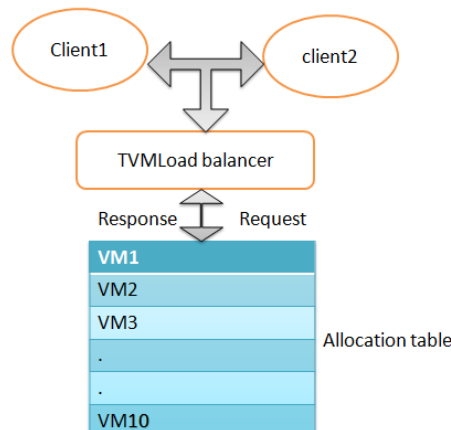 Client1
client2
TVMLoad balancer
Response
Request
VM1
VM2
VM3
.
.
VM10
Allocation table